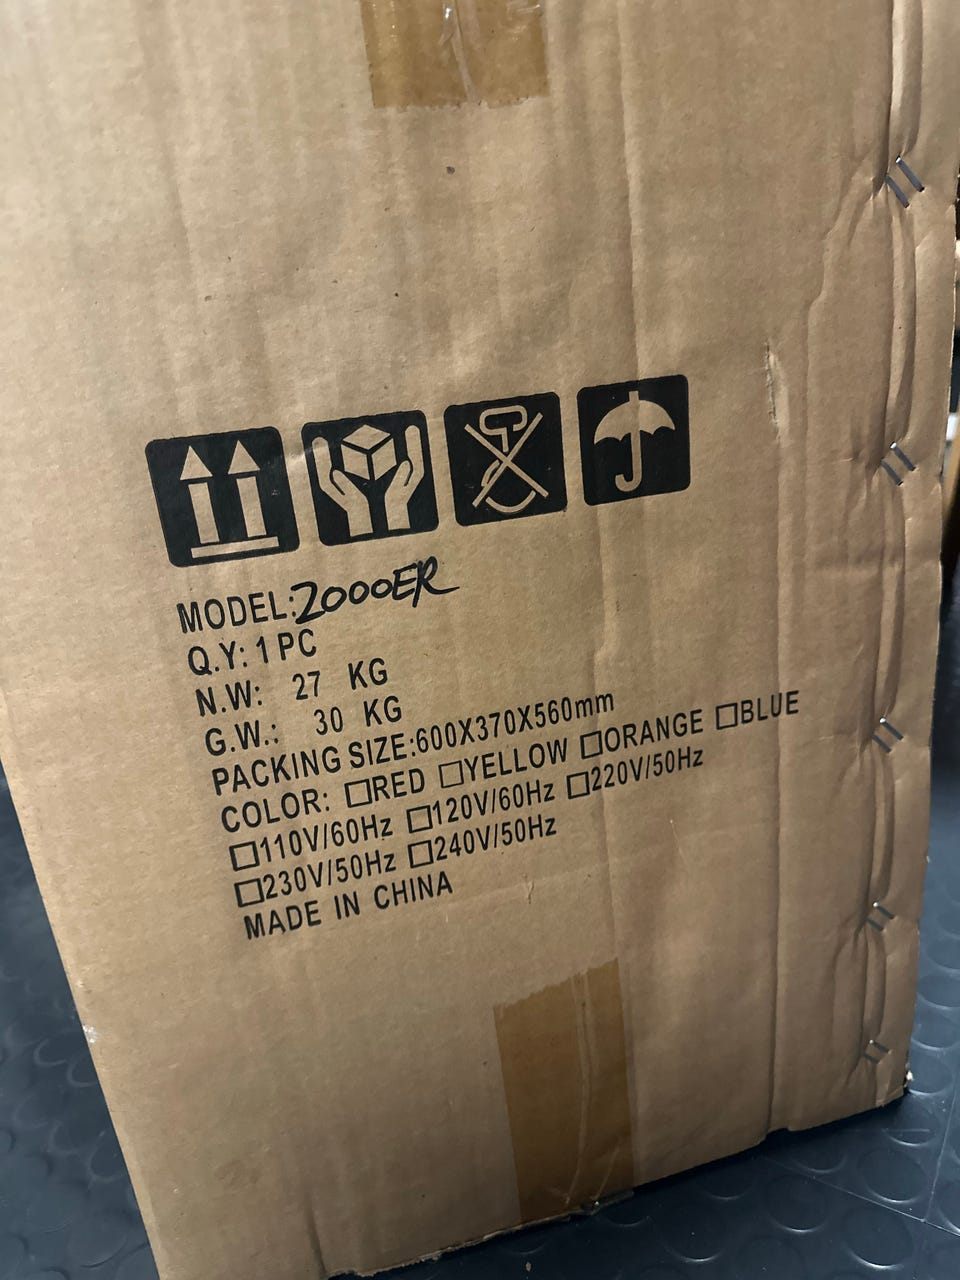 MODEL:2000ER
Q.Y: 1 PC
N.W: 27 KG
G.W.: 30 KG
PACKING SIZE:600X370X560mm
COLOR: □RED □YELLOW □ORANGE □BLUE
□110V/60Hz □120V/60Hz □220V/50Hz
□230V/50Hz □240V/50Hz
MADE IN CHINA